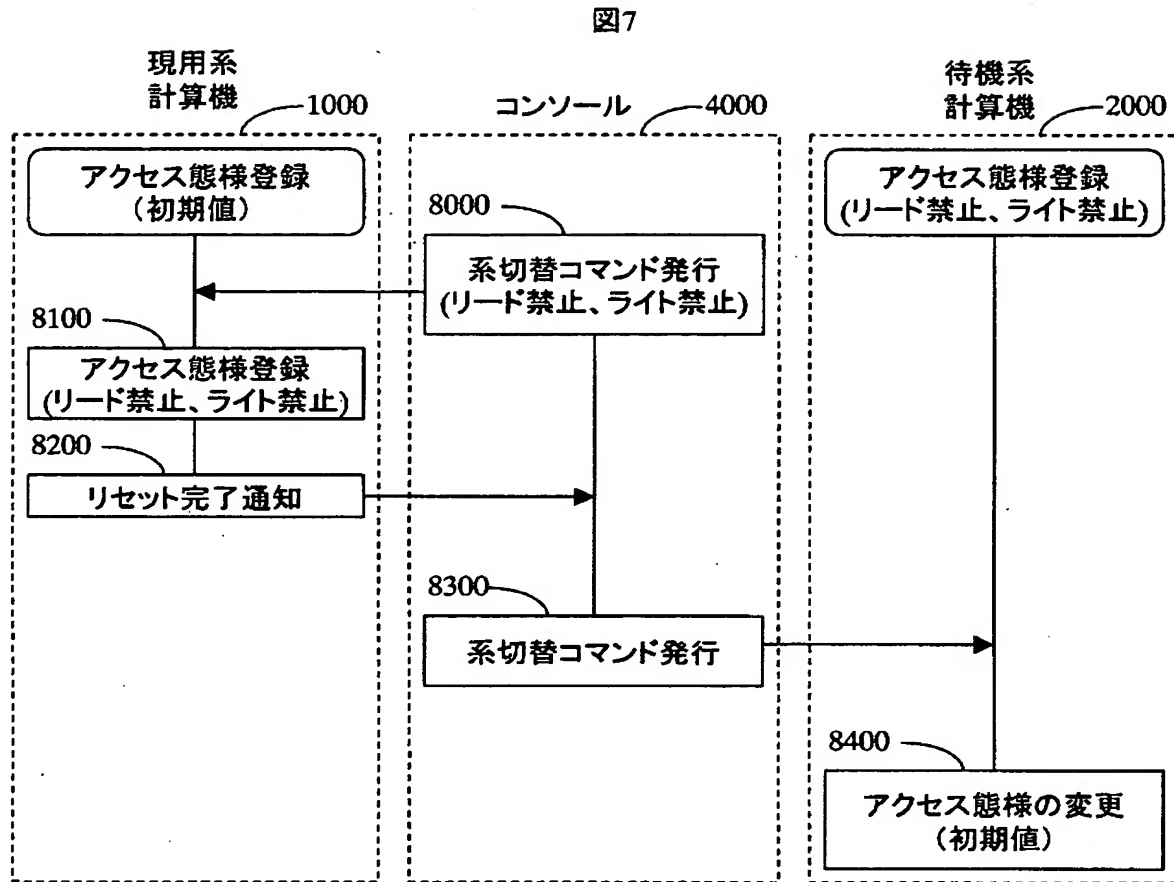 図7
現用系
計算機
1000
コンソール
4000
待機系
計算機
2000
アクセス態様登録
(初期値)
8000
系切替コマンド発行
(リード禁止、ライト禁止)
アクセス態様登録
(リード禁止、ライト禁止)
8100
アクセス態様登録
(リード禁止、ライト禁止)
8200
リセット完了通知
8300
系切替コマンド発行
8400
アクセス態様の変更
(初期値)